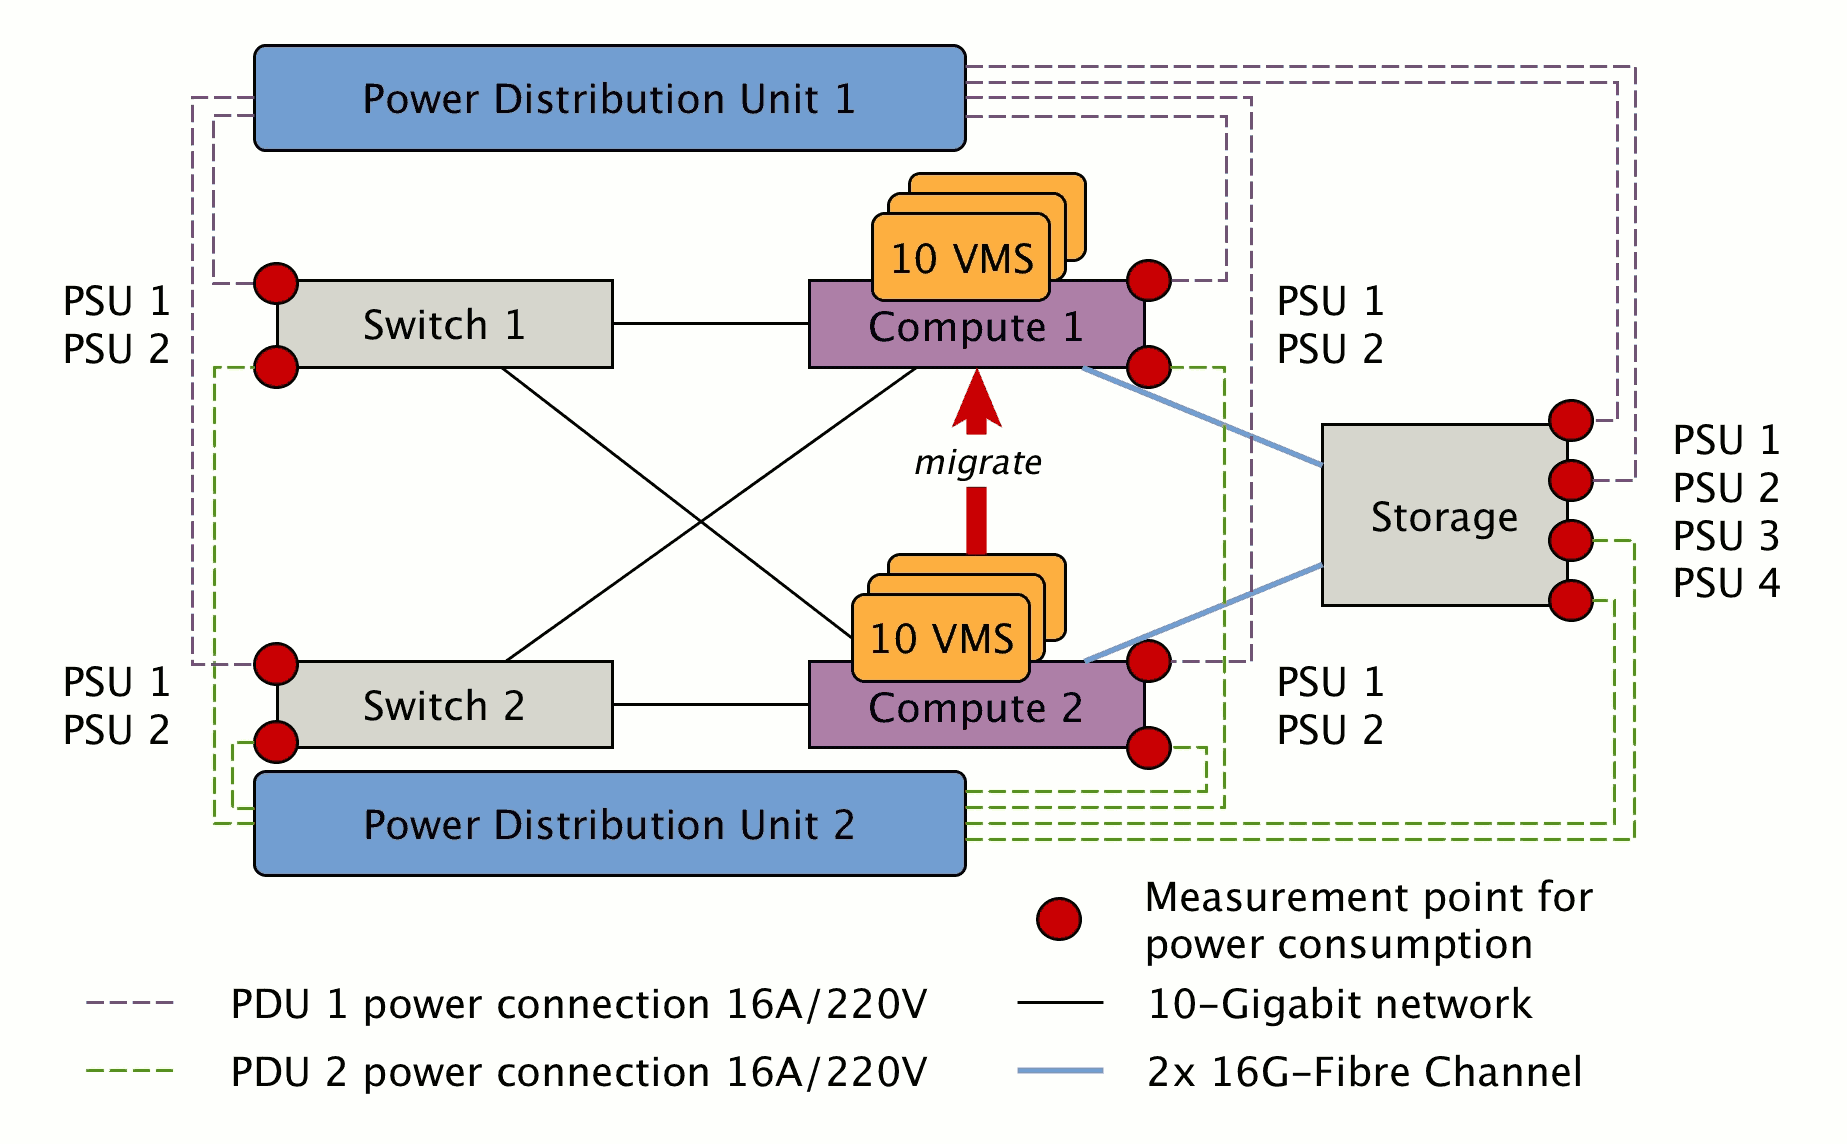 Power Distribution Unit 1
10 VMS
PSU 1
PSU 2
Switch 1
Compute 1
PSU 1
PSU 2
migrate
Storage
PSU 1
PSU 2
PSU 3
PSU 4
10 VMS
PSU 1
PSU 2
Switch 2
Compute 2
PSU 1
PSU 2
Power Distribution Unit 2
Measurement point for
power consumption
PDU 1 power connection 16A/220V
10-Gigabit network
PDU 2 power connection 16A/220V
2x 16G-Fibre Channel